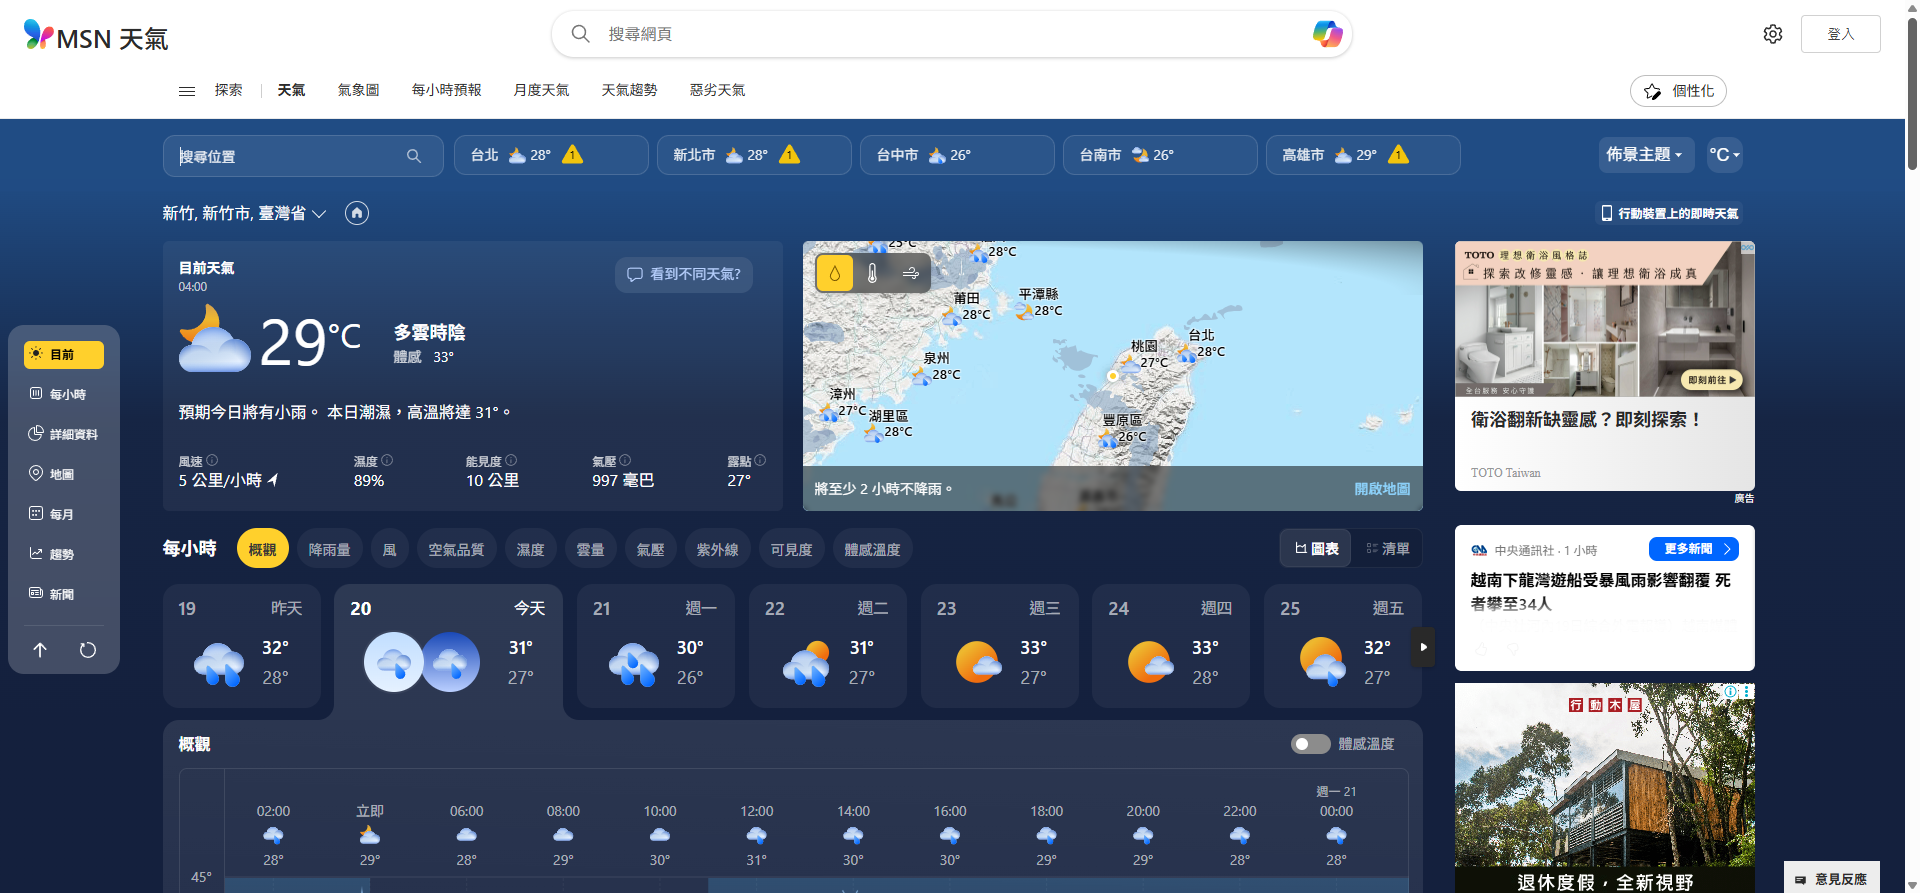 MSN 天氣
搜尋網頁
登入
探索
天氣
氣象圖
每小時預報
月度天氣
天氣趨勢
惡劣天氣
個性化
搜尋位置
台北 28° 1
新北市 28° 1
台中市 26°
台南市 26°
高雄市 29° 1
佈景主題
°C
新竹, 新竹市, 臺灣省
行動裝置上的即時天氣
目前
每小時
詳細資料
地圖
每月
趨勢
新聞
目前天氣
04:00
看到不同天氣?
29°C
多雲時陰
體感 33°
預期今日將有小雨。 本日潮濕，高溫將達 31°。
風速
5 公里/小時
濕度
89%
能見度
10 公里
氣壓
997 毫巴
露點
27°
25°C
28°C
莆田
28°C
平潭縣
28°C
台北
28°C
桃園
27°C
泉州
28°C
漳州
27°C
湖里區
28°C
豐原區
26°C
將至少 2 小時不降雨。
開啟地圖
TOTO 理想衛浴風格誌
探索改修靈感．讓理想衛浴成真
全台服務 安心守護
即刻前往
衛浴翻新缺靈感？即刻探索！
TOTO Taiwan
廣告
每小時
概觀
降雨量
風
空氣品質
濕度
雲量
氣壓
紫外線
可見度
體感溫度
圖表
清單
19 昨天
32°
28°
20 今天
31°
27°
21 週一
30°
26°
22 週二
31°
27°
23 週三
33°
27°
24 週四
33°
28°
25 週五
32°
27°
CNA 中央通訊社 · 1 小時
更多新聞
越南下龍灣遊船受暴風雨影響翻覆 死
者攀至34人
概觀
體感溫度
週一 21
02:00 立即 06:00 08:00 10:00 12:00 14:00 16:00 18:00 20:00 22:00 00:00
28° 29° 28° 29° 30° 31° 30° 30° 29° 29° 28° 28°
45°
行動木屋
退休度假，全新視野
意見反應